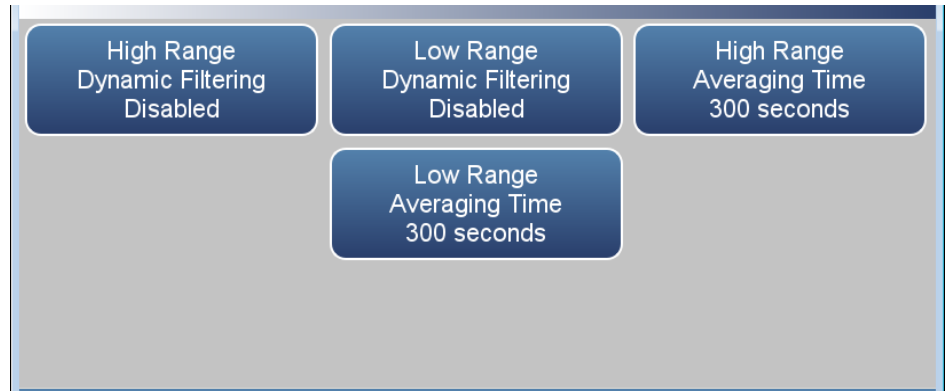 High Range
Dynamic Filtering
Disabled
Low Range
Dynamic Filtering
Disabled
High Range
Averaging Time
300 seconds
Low Range
Averaging Time
300 seconds